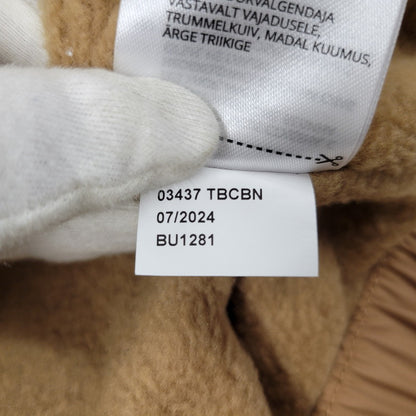 VASTAVALT VAJADUSELE,
TRUMMELKUIV, MADAL KUUMUS,
ÄRGE TRIIKIGE
03437 TBCBN
07/2024
BU1281